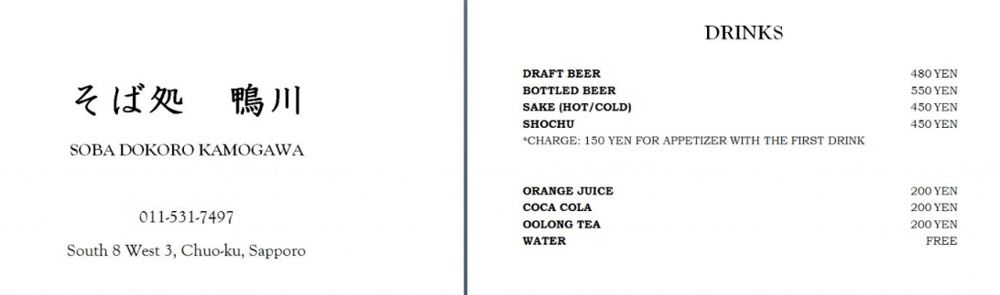 そば処　鴨川
SOBA DOKORO KAMOGAWA
011-531-7497
South 8 West 3, Chuo-ku, Sapporo
DRINKS
DRAFT BEER 480 YEN
BOTTLED BEER 550 YEN
SAKE (HOT/COLD) 450 YEN
SHOCHU 450 YEN
*CHARGE: 150 YEN FOR APPETIZER WITH THE FIRST DRINK
ORANGE JUICE 200 YEN
COCA COLA 200 YEN
OOLONG TEA 200 YEN
WATER FREE